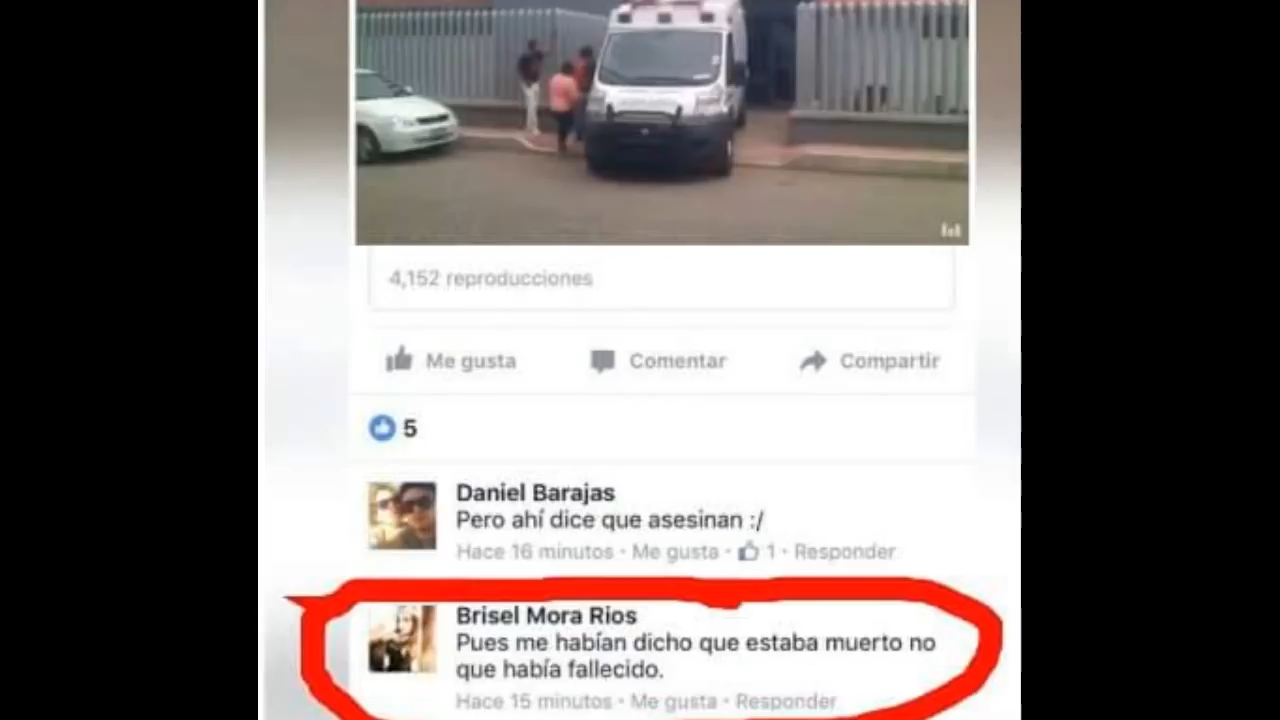 4,152 reproducciones
Me gusta Comentar Compartir
5
Daniel Barajas
Pero ahí dice que asesinan :/
Hace 16 minutos · Me gusta · 1 · Responder
Brisel Mora Rios
Pues me habían dicho que estaba muerto no
que había fallecido.
Hace 15 minutos · Me gusta · Responder